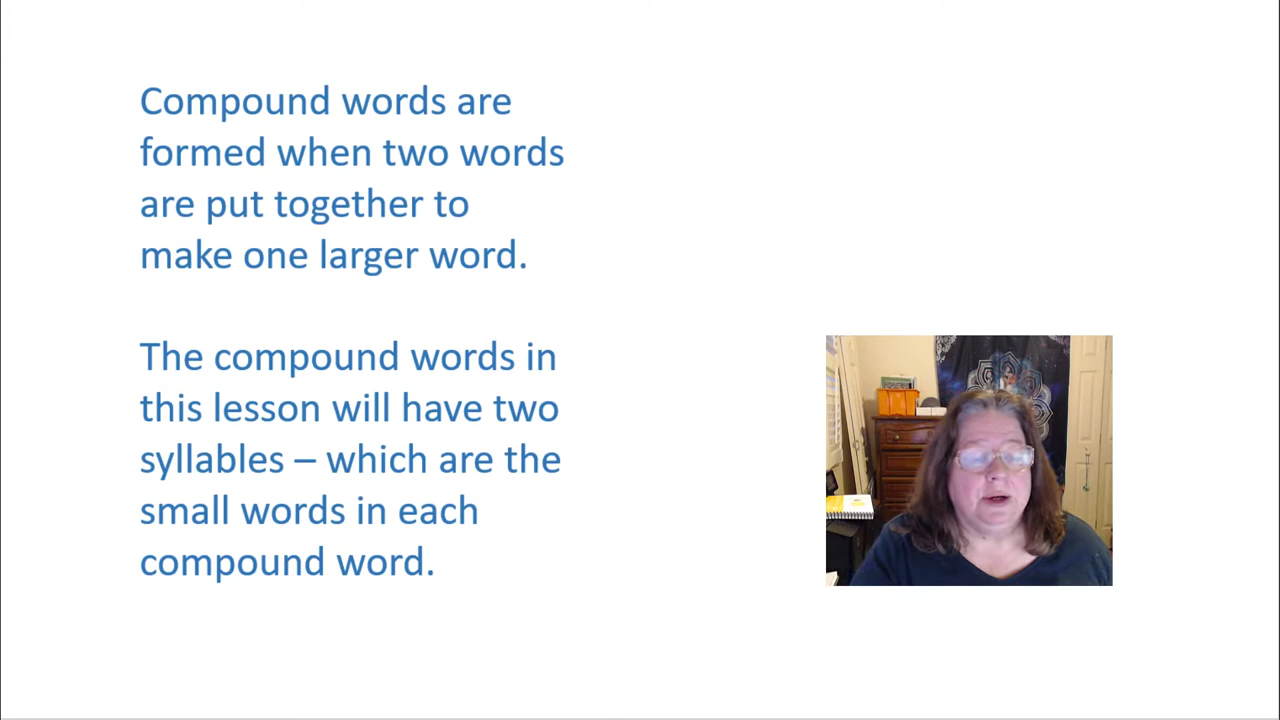 Compound words are
formed when two words
are put together to
make one larger word.
The compound words in
this lesson will have two
syllables – which are the
small words in each
compound word.